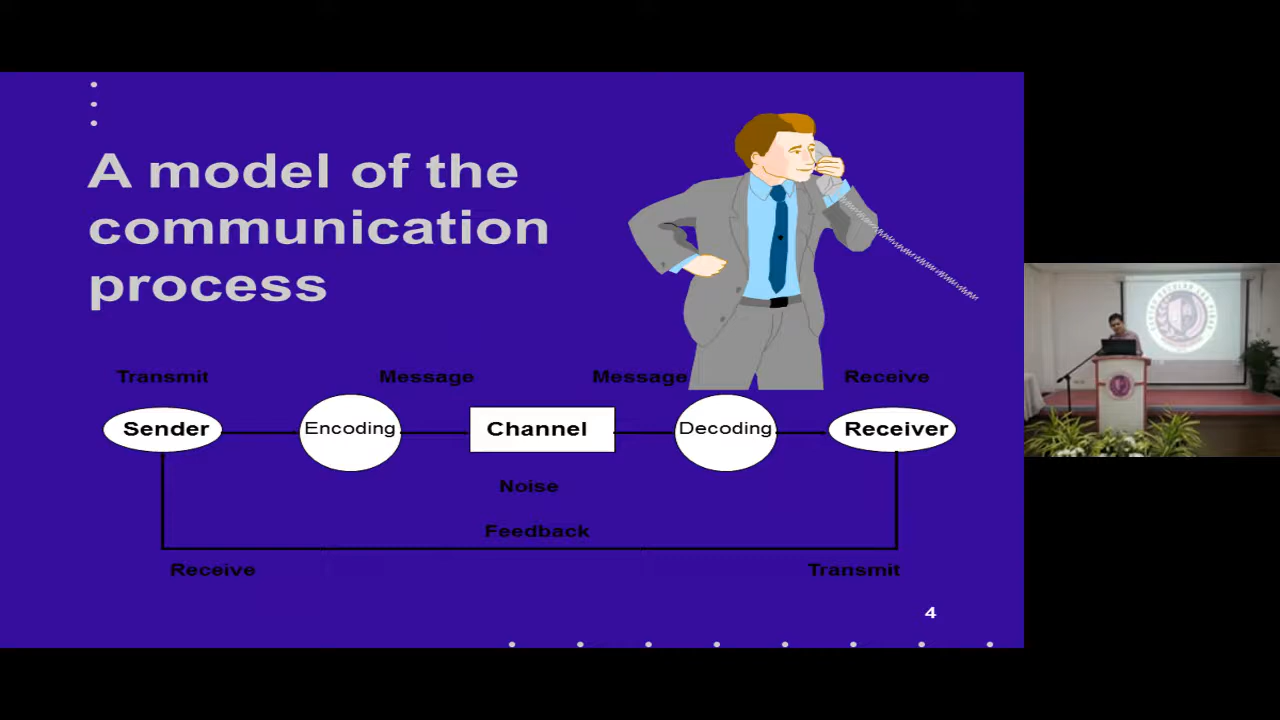 A model of the
communication
process
Transmit
Message
Message
Receive
Sender
Encoding
Channel
Decoding
Receiver
Noise
Feedback
Receive
Transmit
4